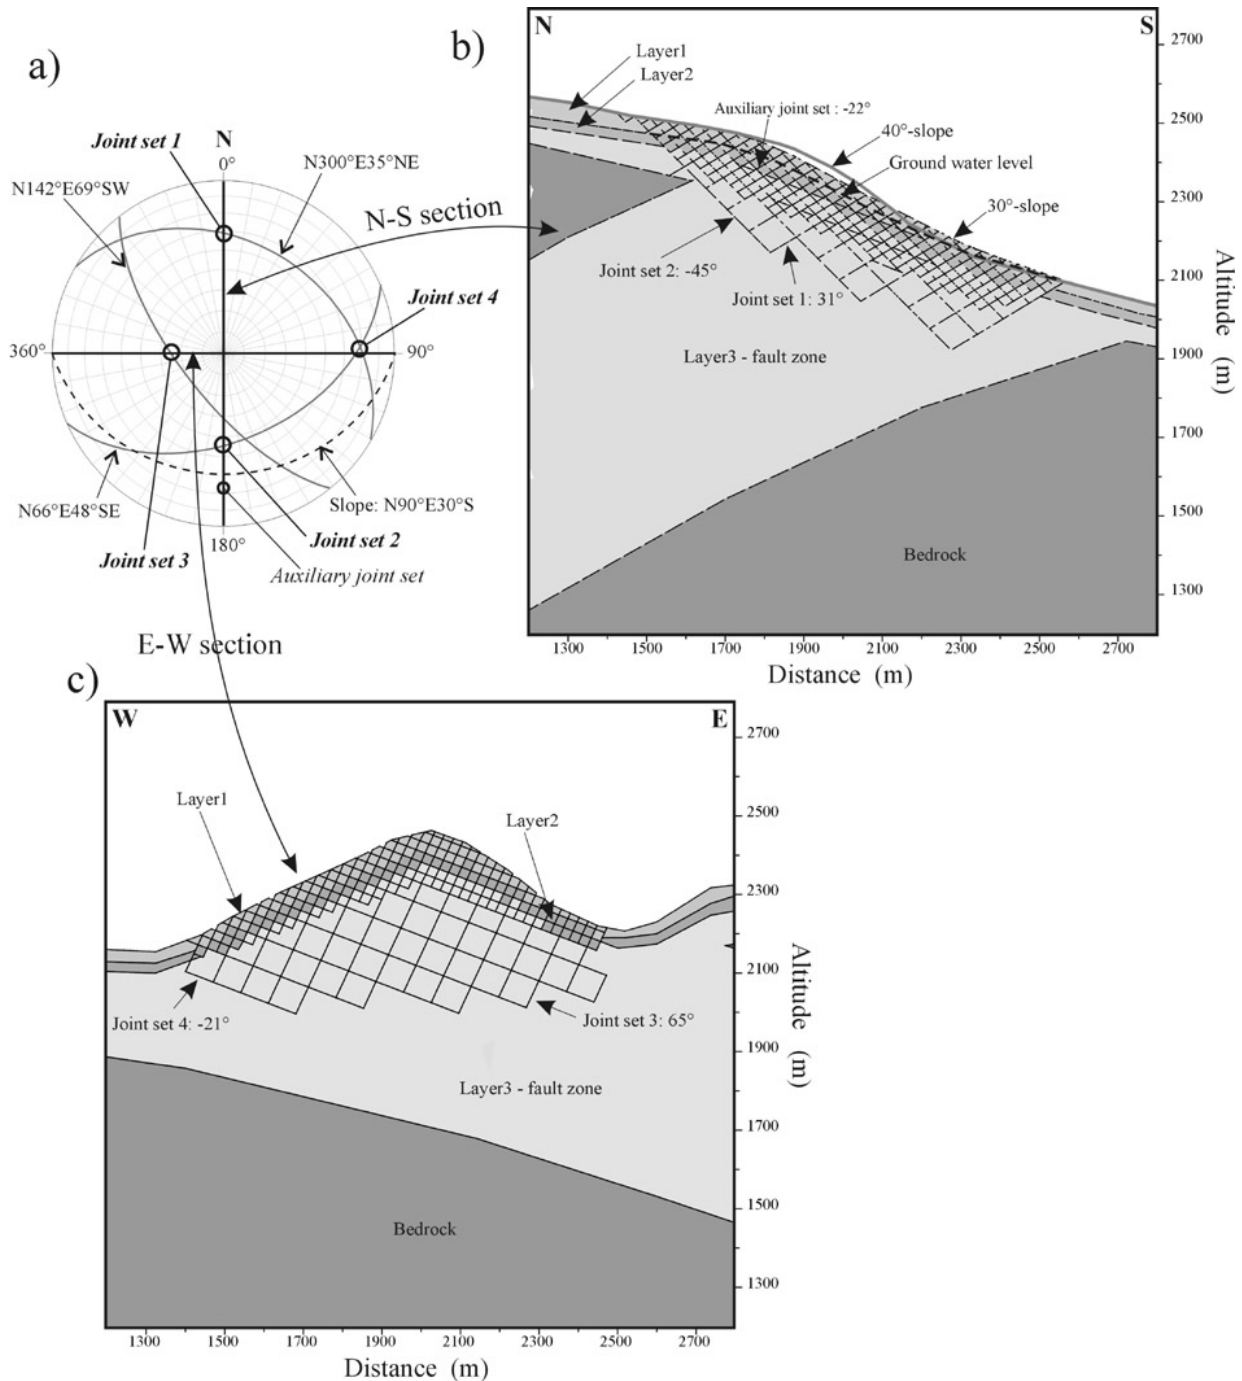 a)
Joint set 1
N
0°
N300°E35°NE
N142°E69°SW
N-S section
Joint set 4
360°
90°
N66°E48°SE
Slope: N90°E30°S
Joint set 3
180°
Joint set 2
Auxiliary joint set
E-W section
b)
N
S
Layer1
Layer2
Auxiliary joint set : -22°
40°-slope
Ground water level
30°-slope
Joint set 2: -45°
Joint set 1: 31°
Layer3 - fault zone
Bedrock
2700
2500
2300
2100
1900
1700
1500
1300
Altitude (m)
1300 1500 1700 1900 2100 2300 2500 2700
Distance (m)
c)
W
E
Layer1
Layer2
Joint set 4: -21°
Joint set 3: 65°
Layer3 - fault zone
Bedrock
2700
2500
2300
2100
1900
1700
1500
1300
Altitude (m)
1300 1500 1700 1900 2100 2300 2500 2700
Distance (m)